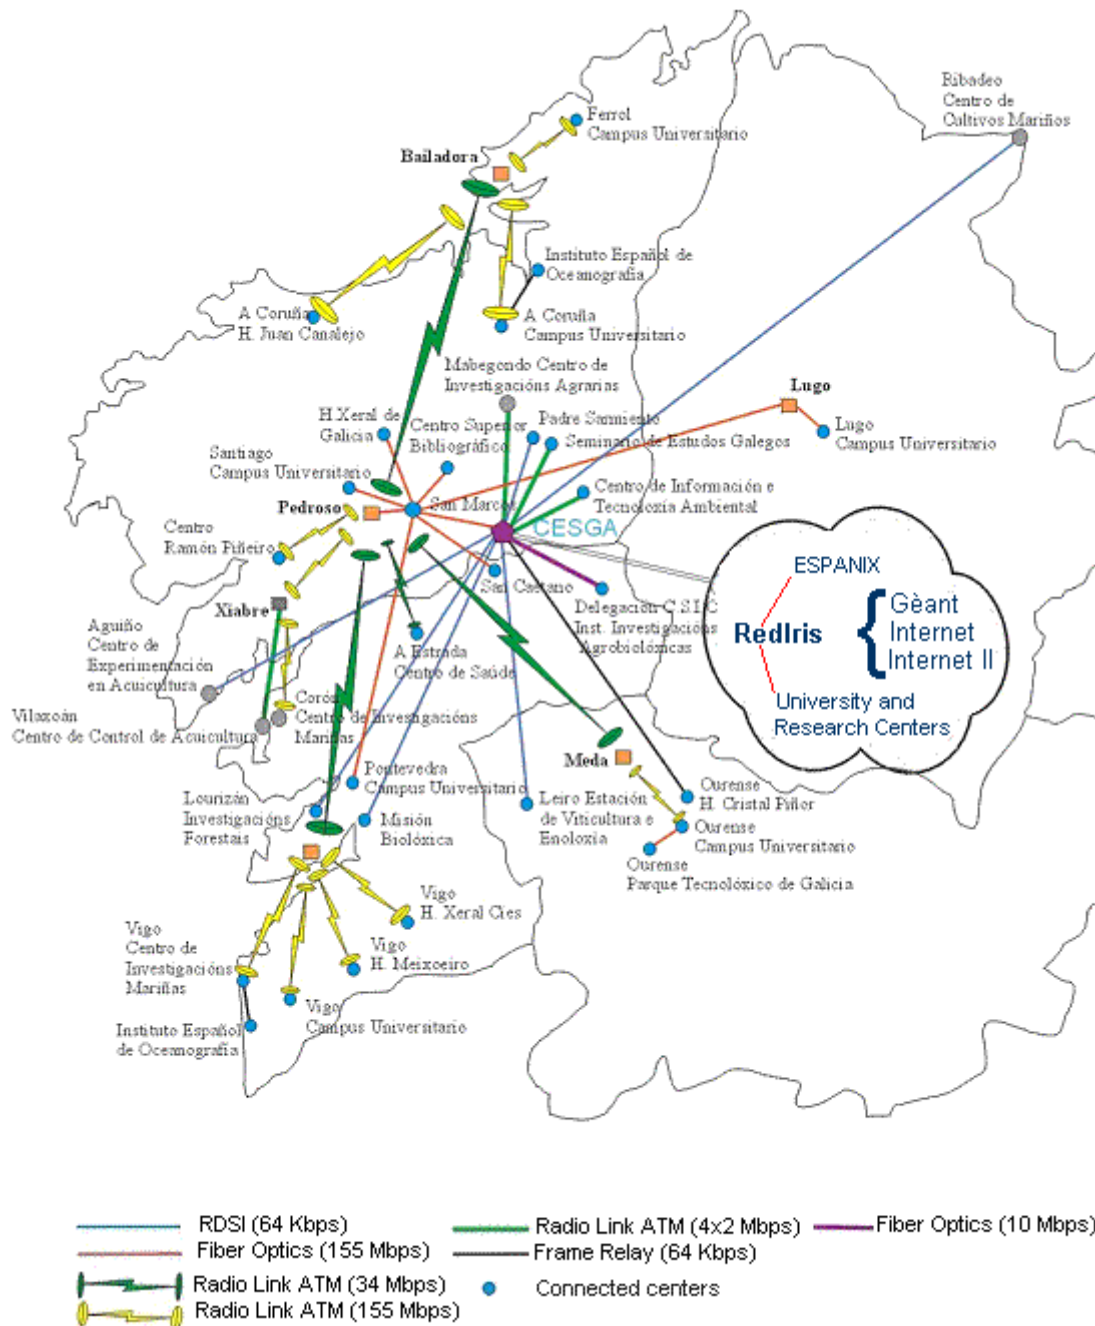 Ribadeo
Centro de
Cultivos Mariños
Ferrol
Campus Universitario
Bailadora
Instituto Español de
Oceanografía
A Coruña
H. Juan Canalejo
A Coruña
Campus Universitario
Mabegondo Centro de
Investigacións Agrarias
Lugo
Lugo
Campus Universitario
H.Xeral de
Galicia
Centro Superior
Bibliográfico
Padre Sarmiento
Seminario de Estudos Galegos
Santiago
Campus Universitario
Centro de Información e
Tecnoloxía Ambiental
Pedroso
San Marcos
CESGA
Centro
Ramón Piñeiro
San Caetano
Delegación C.S.I.C
Inst. Investigacións
Agrobiolóxicas
ESPANIX
RedIris
{
Gèant
Internet
Internet II
University and
Research Centers
Xiabre
Aguiño
Centro de
Experimentación
en Acuicultura
A Estrada
Centro de Saúde
Corón
Centro de Investigacións
Mariñas
Vilaxoán
Centro de Control de Acuicultura
Meda
Pontevedra
Campus Universitario
Lourizán
Investigacións
Forestais
Misión
Biolóxica
Leiro Estación
de Viticultura e
Enoloxia
Ourense
H. Cristal Piñor
Ourense
Campus Universitario
Ourense
Parque Tecnolóxico de Galicia
Vigo
H. Xeral Cíes
Vigo
Centro de
Investigacións
Mariñas
Vigo
H. Meixoeiro
Vigo
Campus Universitario
Instituto Español
de Oceanografía
RDSI (64 Kbps)
Radio Link ATM (4x2 Mbps)
Fiber Optics (10 Mbps)
Fiber Optics (155 Mbps)
Frame Relay (64 Kbps)
Radio Link ATM (34 Mbps)
Connected centers
Radio Link ATM (155 Mbps)